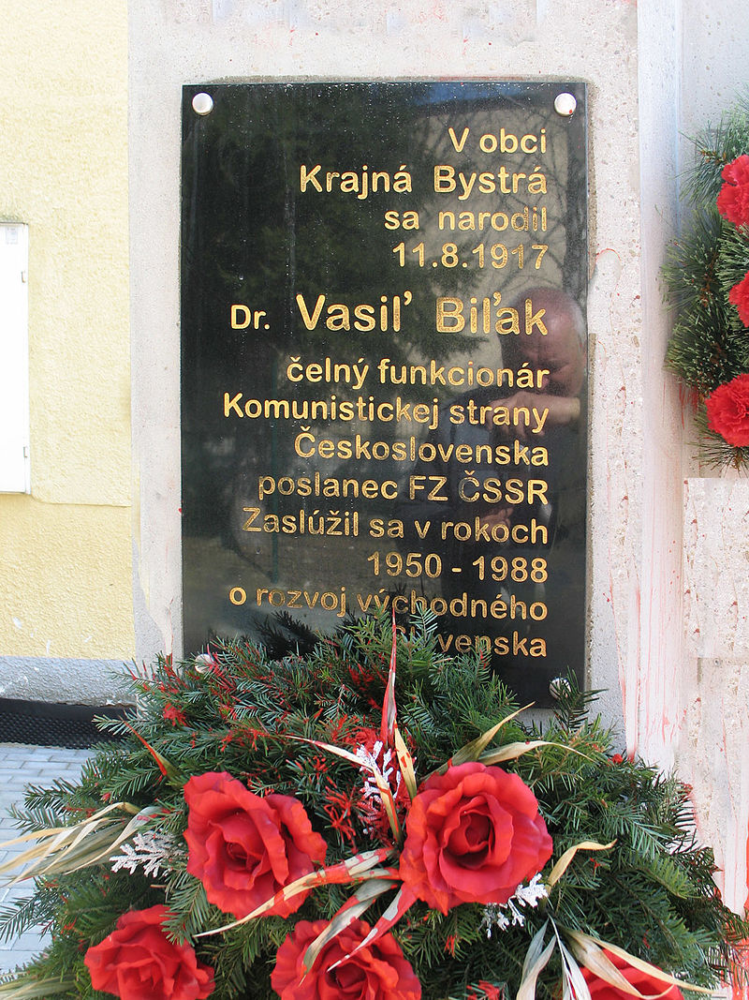 V obci
Krajná Bystrá
sa narodil
11.8.1917
Dr. Vasiľ Biľak
čelný funkcionár
Komunistickej strany
Československa
poslanec FZ ČSSR
Zaslúžil sa v rokoch
1950 - 1988
o rozvoj východného
Slovenska